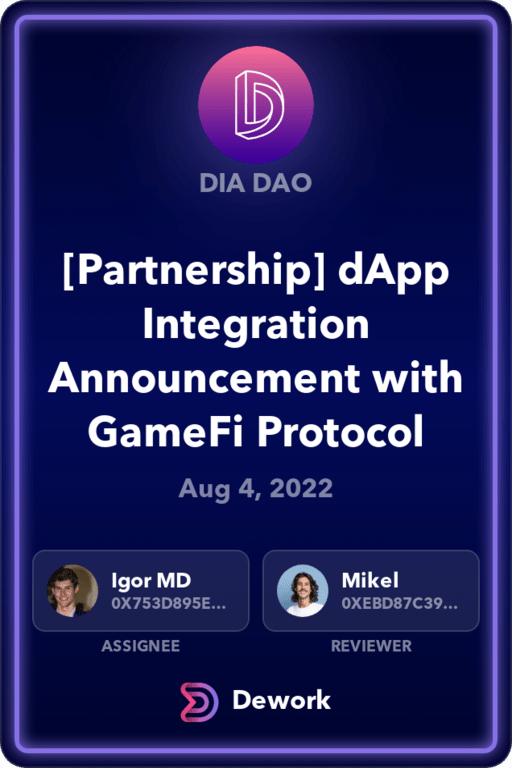 DIA DAO
[Partnership] dApp
Integration
Announcement with
GameFi Protocol
Aug 4, 2022
Igor MD
0X753D895E...
ASSIGNEE
Mikel
0XEBD87C39...
REVIEWER
Dework